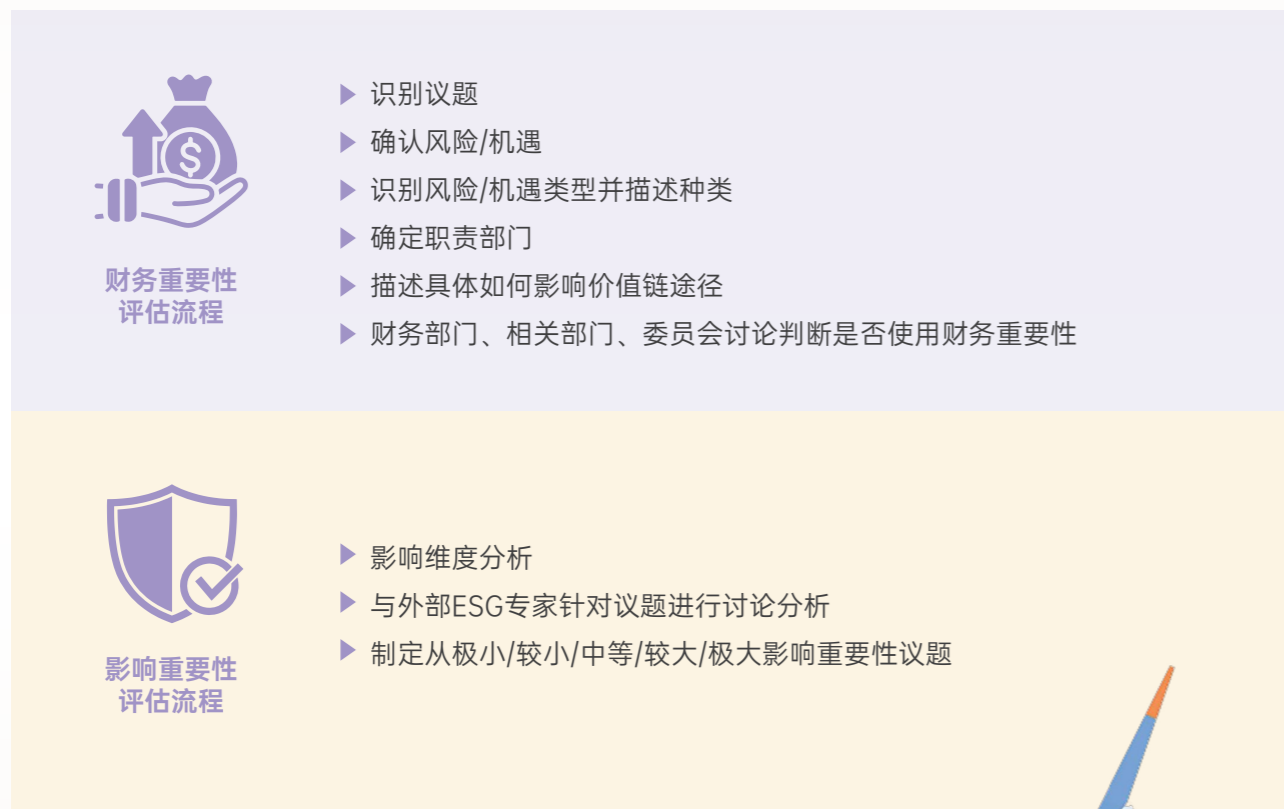 财务重要性
评估流程
识别议题
确认风险/机遇
识别风险/机遇类型并描述种类
确定职责部门
描述具体如何影响价值链途径
财务部门、相关部门、委员会讨论判断是否使用财务重要性
影响重要性
评估流程
影响维度分析
与外部ESG专家针对议题进行讨论分析
制定从极小/较小/中等/较大/极大影响重要性议题